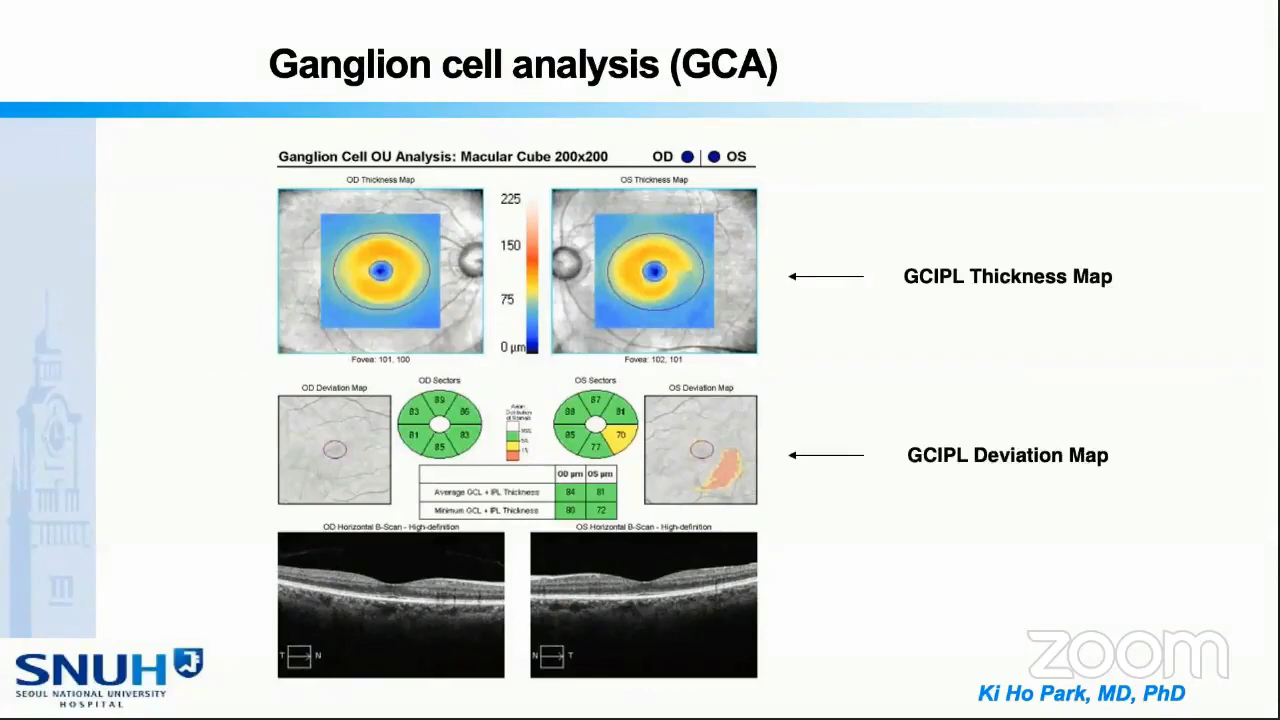 Ganglion cell analysis (GCA)
Ganglion Cell OU Analysis: Macular Cube 200x200
OD OS
OD Thickness Map
OS Thickness Map
225
150
75
0 µm
Fovea: 101, 100
Fovea: 102, 101
GCIPL Thickness Map
OD Deviation Map
OD Sectors
OS Sectors
OS Deviation Map
89
83 86
81 83
85
87
88 81
85 70
77
GCIPL Deviation Map
OD µm OS µm
Average GCL + IPL Thickness 84 81
Minimum GCL + IPL Thickness 80 72
OD Horizontal B-Scan - High-definition
OS Horizontal B-Scan - High-definition
T N
N T
SNUH
SEOUL NATIONAL UNIVERSITY
HOSPITAL
zoom
Ki Ho Park, MD, PhD